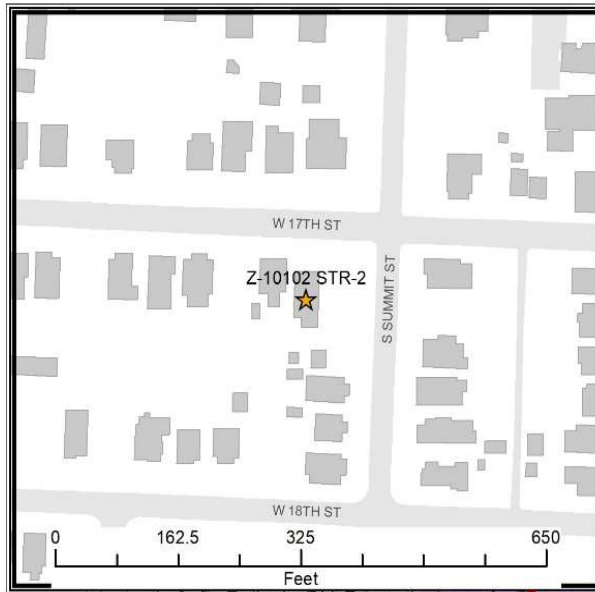 W 17TH ST
Z-10102 STR-2
S SUMMIT ST
W 18TH ST
0 162.5 325 650
Feet